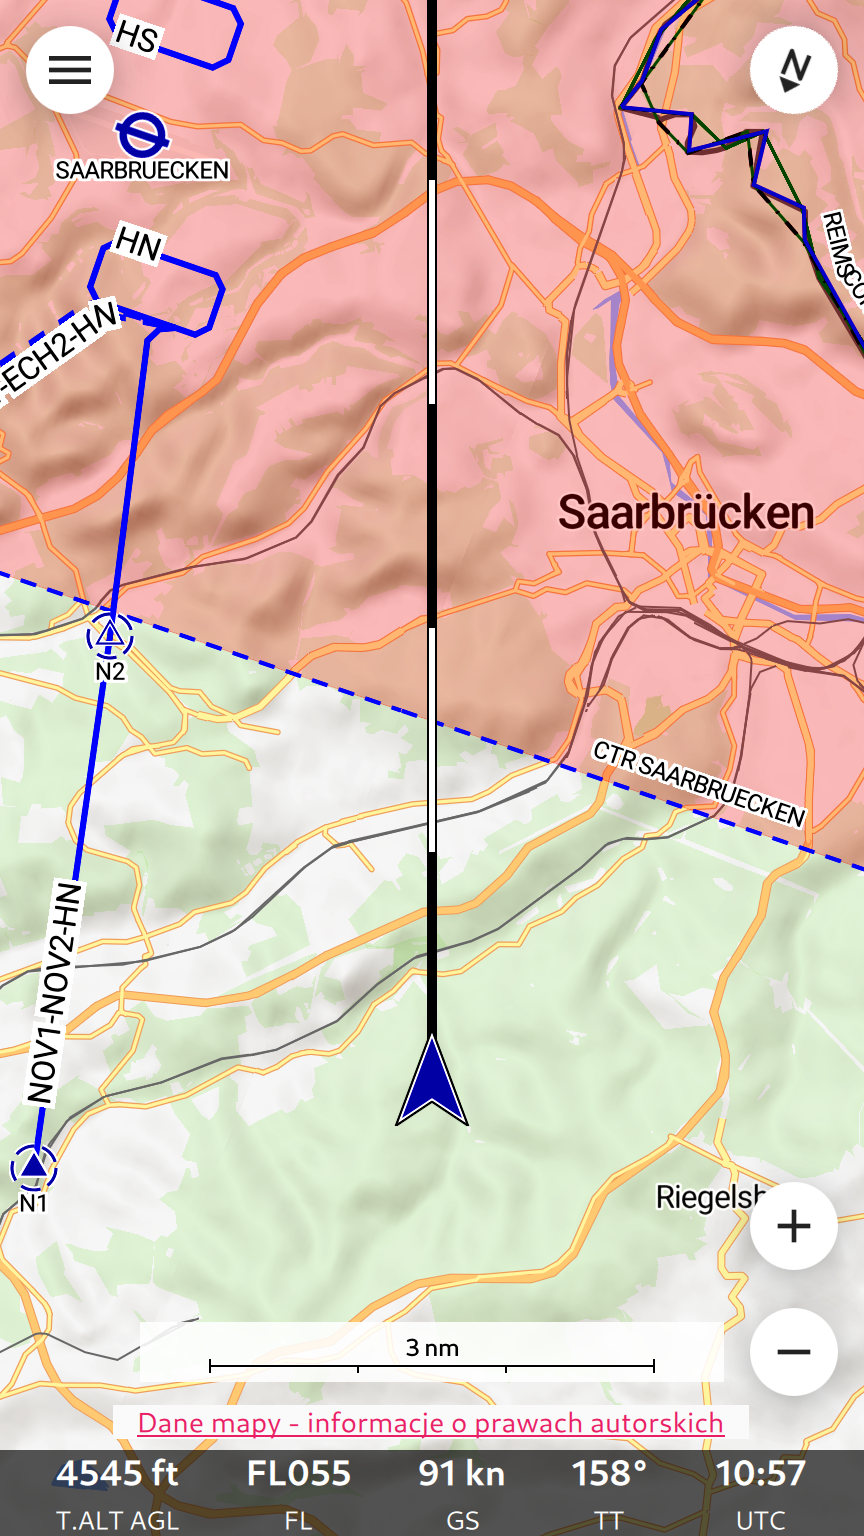 HS
N
SAARBRUECKEN
HN
REIMS
-ECH2-HN
Saarbrücken
N2
CTR SAARBRUECKEN
NOV1-NOV2-HN
N1
3 nm
Dane mapy - informacje o prawach autorskich
4545 ft FL055 91 kn 158° 10:57
T.ALT AGL FL GS TT UTC